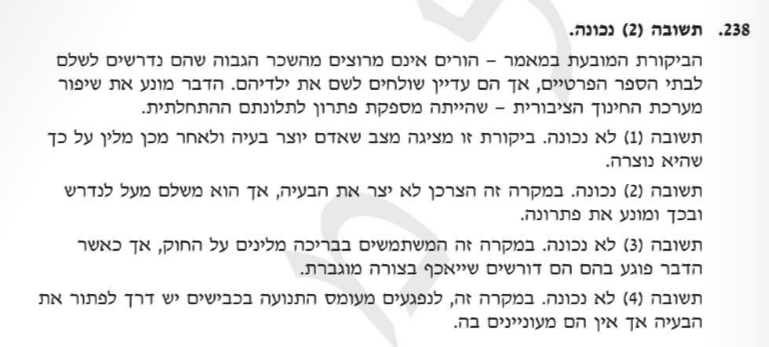 238. תשובה (2) נכונה.
הביקורת המובעת במאמר – הורים אינם מרוצים מהשכר הגבוה שהם נדרשים לשלם
לבתי הספר הפרטיים, אך הם עדיין שולחים לשם את ילדיהם. הדבר מונע את שיפור
מערכת החינוך הציבורית – שהייתה מספקת פתרון לתלונתם ההתחלתית.
תשובה (1) לא נכונה. ביקורת זו מציגה מצב שאדם יוצר בעיה ולאחר מכן מלין על כך
שהיא נוצרה.
תשובה (2) נכונה. במקרה זה הצרכן לא יצר את הבעיה, אך הוא משלם מעל לנדרש
ובכך ומונע את פתרונה.
תשובה (3) לא נכונה. במקרה זה המשתמשים בבריכה מלינים על החוק, אך כאשר
הדבר פוגע בהם הם דורשים שייאכף בצורה מוגברת.
תשובה (4) לא נכונה. במקרה זה, לנפגעים מעומס התנועה בכבישים יש דרך לפתור את
הבעיה אך אין הם מעוניינים בה.